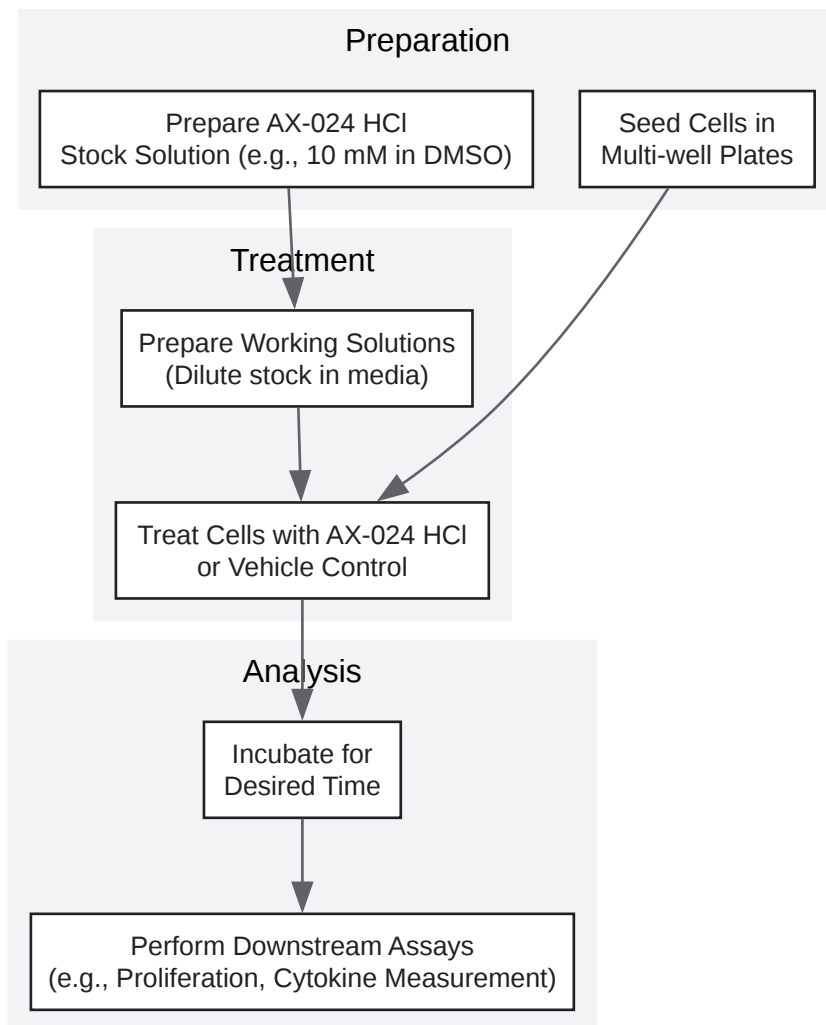 Preparation
Prepare AX-024 HCl
Stock Solution (e.g., 10 mM in DMSO)
Seed Cells in
Multi-well Plates
Treatment
Prepare Working Solutions
(Dilute stock in media)
Treat Cells with AX-024 HCl
or Vehicle Control
Analysis
Incubate for
Desired Time
Perform Downstream Assays
(e.g., Proliferation, Cytokine Measurement)